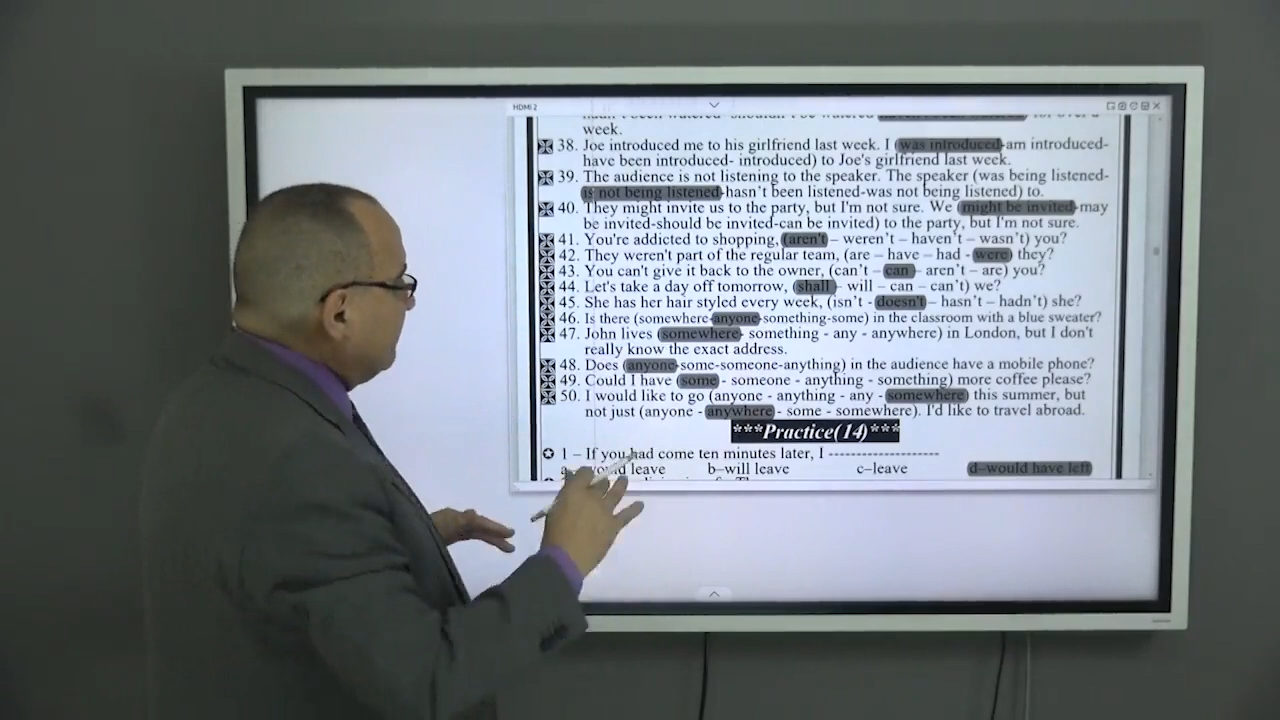 HDMI 2
week.
38. Joe introduced me to his girlfriend last week. I (was introduced-am introduced-
have been introduced- introduced) to Joe's girlfriend last week.
39. The audience is not listening to the speaker. The speaker (was being listened-
is not being listened-hasn't been listened-was not being listened) to.
40. They might invite us to the party, but I'm not sure. We (might be invited-may
be invited-should be invited-can be invited) to the party, but I'm not sure.
41. You're addicted to shopping, (aren't – weren't – haven't – wasn't) you?
42. They weren't part of the regular team, (are – have – had - were) they?
43. You can't give it back to the owner, (can't – can - aren't – are) you?
44. Let's take a day off tomorrow, (shall – will – can – can't) we?
45. She has her hair styled every week, (isn't - doesn't – hasn't – hadn't) she?
46. Is there (somewhere-anyone-something-some) in the classroom with a blue sweater?
47. John lives (somewhere- something - any - anywhere) in London, but I don't
really know the exact address.
48. Does (anyone-some-someone-anything) in the audience have a mobile phone?
49. Could I have (some - someone - anything - something) more coffee please?
50. I would like to go (anyone - anything - any - somewhere) this summer, but
not just (anyone - anywhere - some - somewhere). I'd like to travel abroad.
***Practice(14)***
1 – If you had come ten minutes later, I --------------------
would leave b–will leave c–leave d–would have left